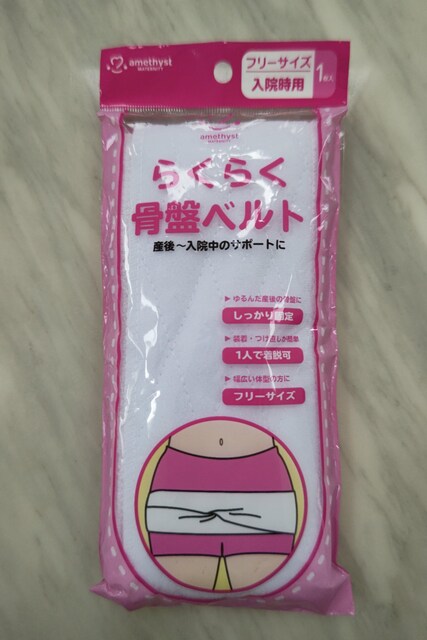 amethyst
MATERNITY
フリーサイズ
入院時用
1枚入
amethyst
MATERNITY
らくらく
骨盤ベルト
産後〜入院中のサポートに
▶ ゆるんだ産後の骨盤に
しっかり固定
▶ 装着・つけ直しが簡単
1人で着脱可
▶ 幅広い体型の方に
フリーサイズ